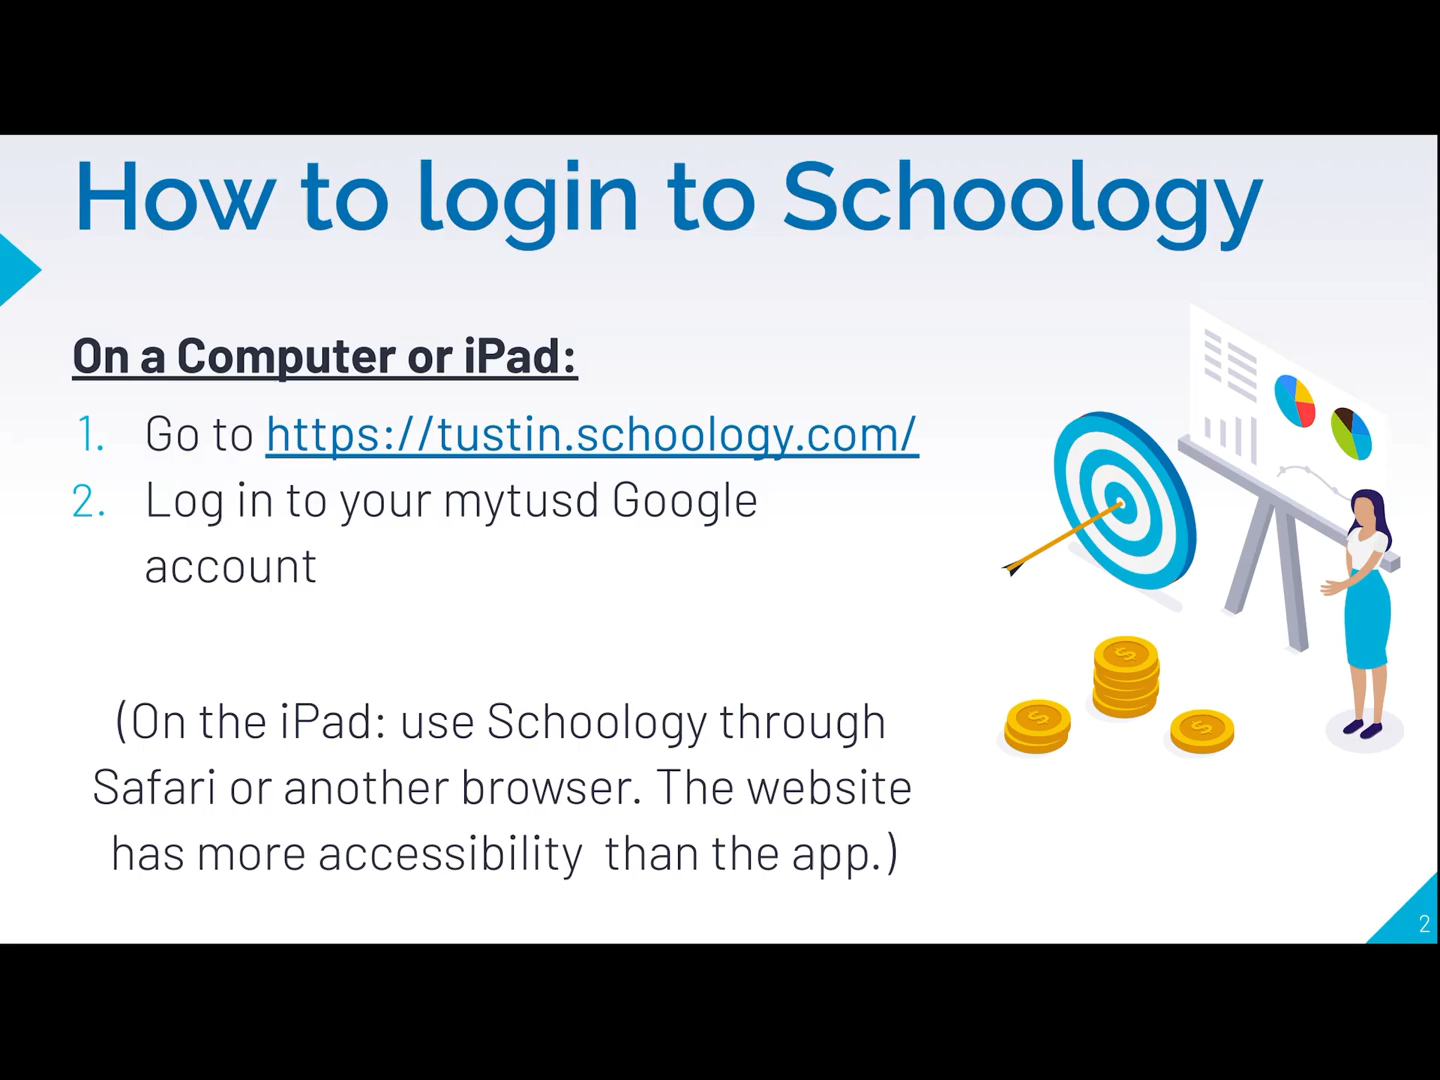 How to login to Schoology
On a Computer or iPad:
1. Go to https://tustin.schoology.com/
2. Log in to your mytusd Google
account
(On the iPad: use Schoology through
Safari or another browser. The website
has more accessibility  than the app.)
2